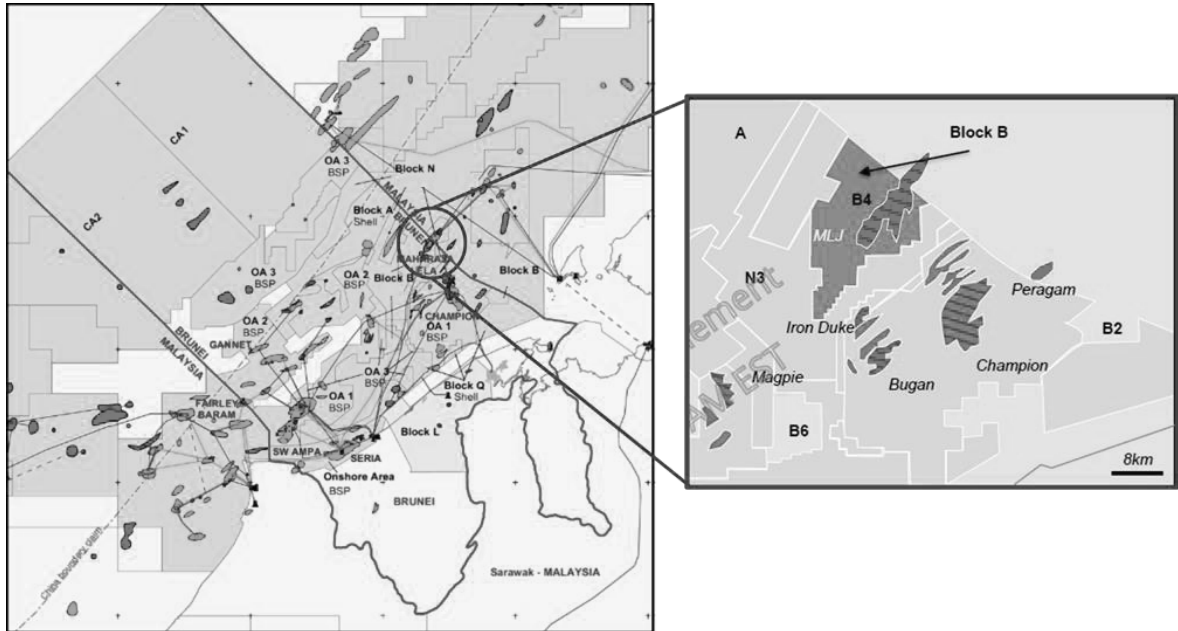 CA1
CA2
OA 3
BSP
Block N
MALAYSIA
BRUNEI
Block A
Shell
MAHARAJA
LELA
Block B
Block B
OA 3
BSP
OA 2
BSP
CHAMPION
OA 1
BSP
OA 2
BSP
GANNET
BRUNEI
MALAYSIA
OA 3
BSP
Block Q
Shell
FAIRLEY
BARAM
OA 1
BSP
Block L
SW AMPA
SERIA
Onshore Area
BSP
BRUNEI
Sarawak - MALAYSIA
A
Block B
B4
MLJ
N3
Peragam
Iron Duke
B2
Champion
Magpie
Bugan
B6
8km